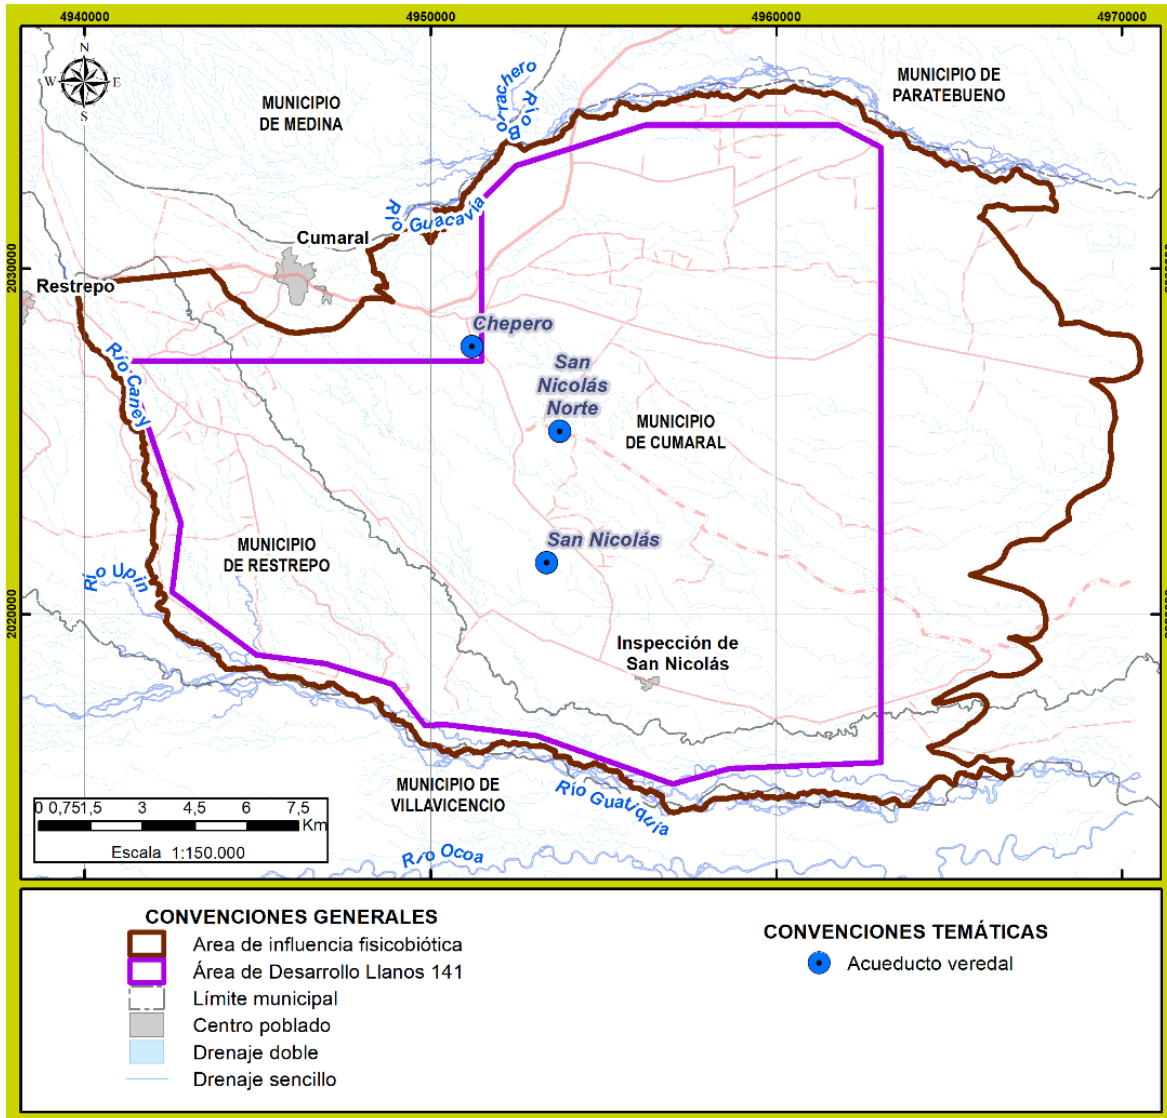 4940000
4950000
4960000
4970000
N
W E
S
MUNICIPIO
DE MEDINA
Río Borrachero
MUNICIPIO DE
PARATEBUENO
Río Guacavía
Cumaral
2030000
Restrepo
Chepero
Río Caney
San
Nicolás
Norte
MUNICIPIO
DE CUMARAL
San Nicolás
MUNICIPIO
DE RESTREPO
Río Upín
2020000
Inspección de
San Nicolás
MUNICIPIO DE
VILLAVICENCIO
Río Guatiquía
Río Ocoa
0 0,751,5 3 4,5 6 7,5
Km
Escala 1:150.000
CONVENCIONES GENERALES
Area de influencia fisicobiótica
Área de Desarrollo Llanos 141
Límite municipal
Centro poblado
Drenaje doble
Drenaje sencillo
CONVENCIONES TEMÁTICAS
Acueducto veredal